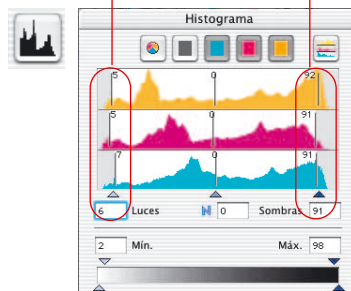 Histograma
5 0 92
5 0 91
7 0 91
6 Luces 0 Sombras 91
2 Mín. Máx. 98